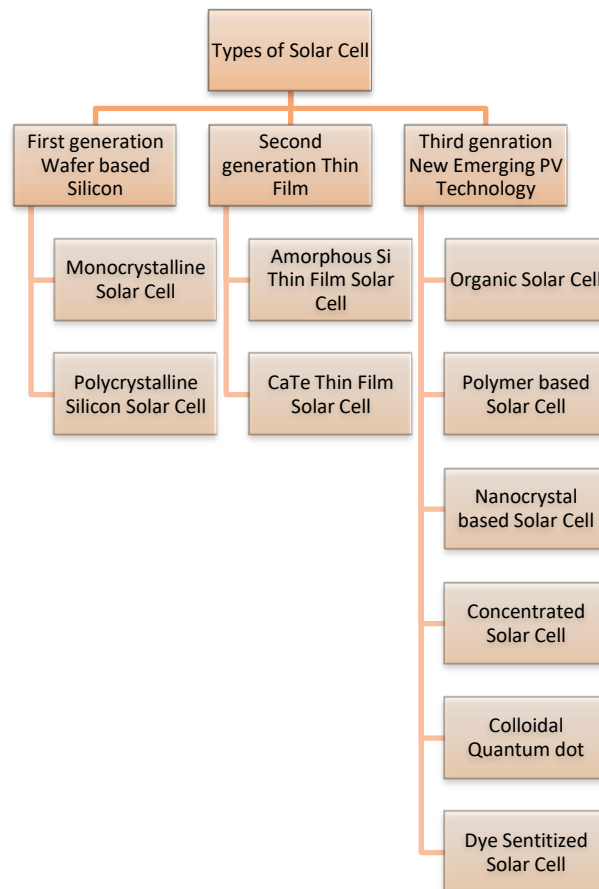 Types of Solar Cell
First generation
Wafer based
Silicon
Monocrystalline
Solar Cell
Polycrystalline
Silicon Solar Cell
Second
generation Thin
Film
Amorphous Si
Thin Film Solar
Cell
CaTe Thin Film
Solar Cell
Third genration
New Emerging PV
Technology
Organic Solar Cell
Polymer based
Solar Cell
Nanocrystal
based Solar Cell
Concentrated
Solar Cell
Colloidal
Quantum dot
Dye Sentitized
Solar Cell